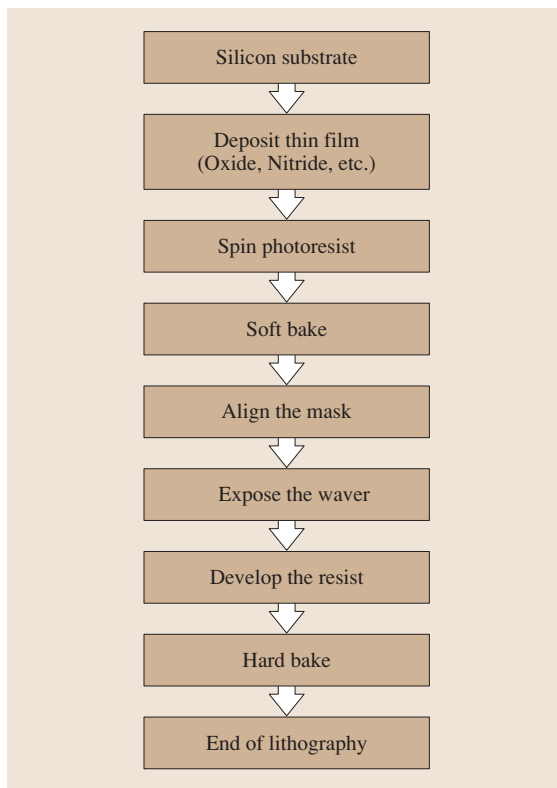 Silicon substrate
Deposit thin film
(Oxide, Nitride, etc.)
Spin photoresist
Soft bake
Align the mask
Expose the waver
Develop the resist
Hard bake
End of lithography